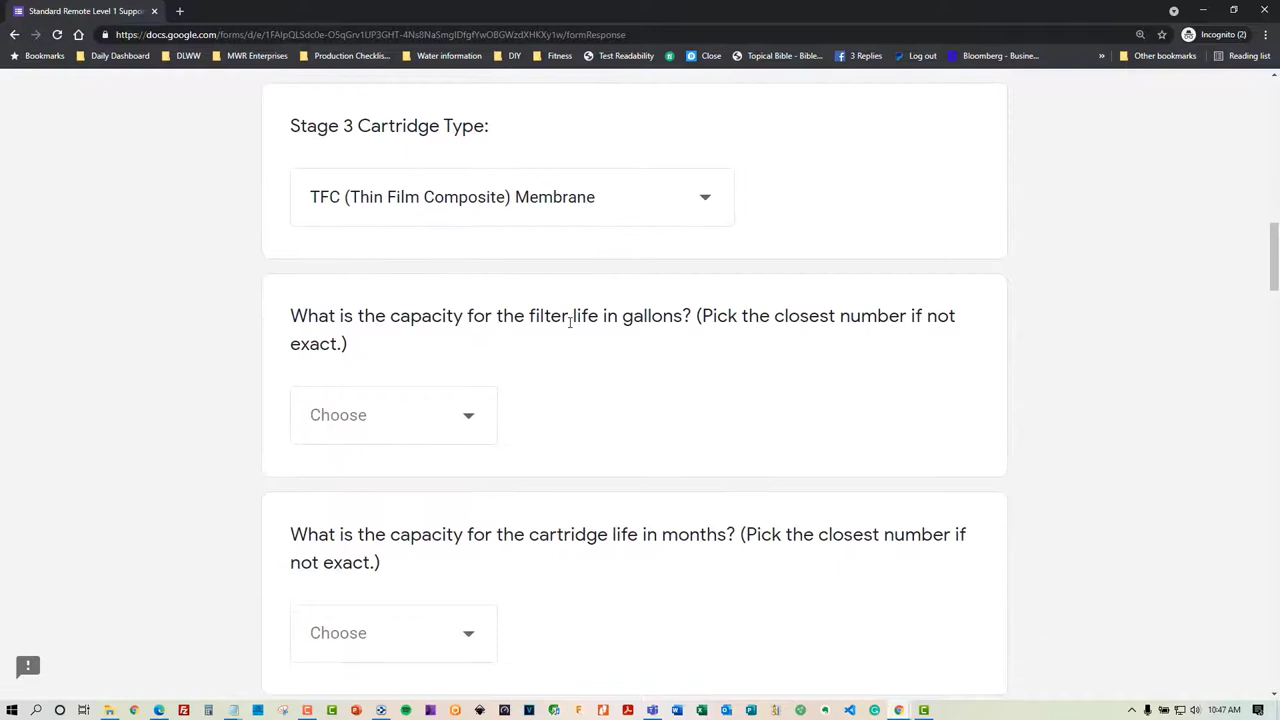 Standard Remote Level 1 Suppo
https://docs.google.com/forms/d/e/1FAIpQLSdc0e-O5qGrv1UP3GHT-4Ns8NaSmgIDfgfYwO8GWzdXHKXy1w/formResponse
Incognito (2)
Bookmarks Daily Dashboard DLWW MWR Enterprises Production Checklis... Water information DIY Fitness Test Readability Close Topical Bible - Bible... 3 Replies Log out Bloomberg - Busine... » Other bookmarks Reading list
Stage 3 Cartridge Type:
TFC (Thin Film Composite) Membrane
What is the capacity for the filter life in gallons? (Pick the closest number if not
exact.)
Choose
What is the capacity for the cartridge life in months? (Pick the closest number if
not exact.)
Choose
10:47 AM